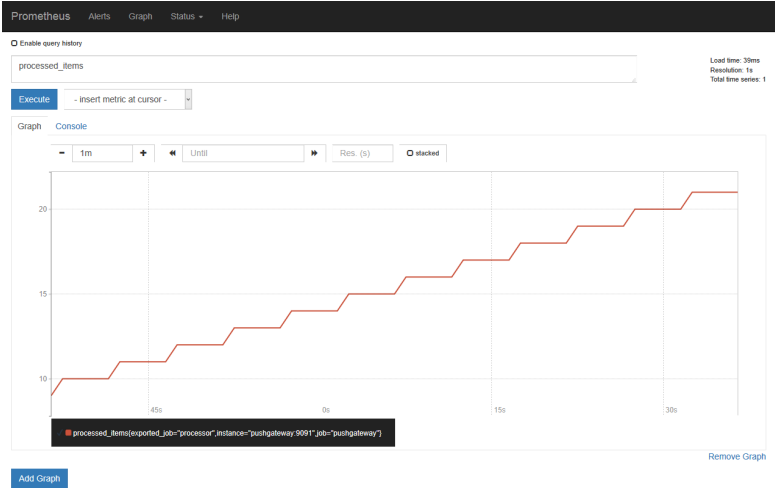 Prometheus Alerts Graph Status Help
Enable query history
processed_items
Load time: 39ms
Resolution: 1s
Total time series: 1
Execute - insert metric at cursor -
Graph Console
− 1m + Until Res. (s) stacked
20
15
10
45s 0s 15s 30s
processed_items{exported_job="processor",instance="pushgateway:9091",job="pushgateway"}
Remove Graph
Add Graph